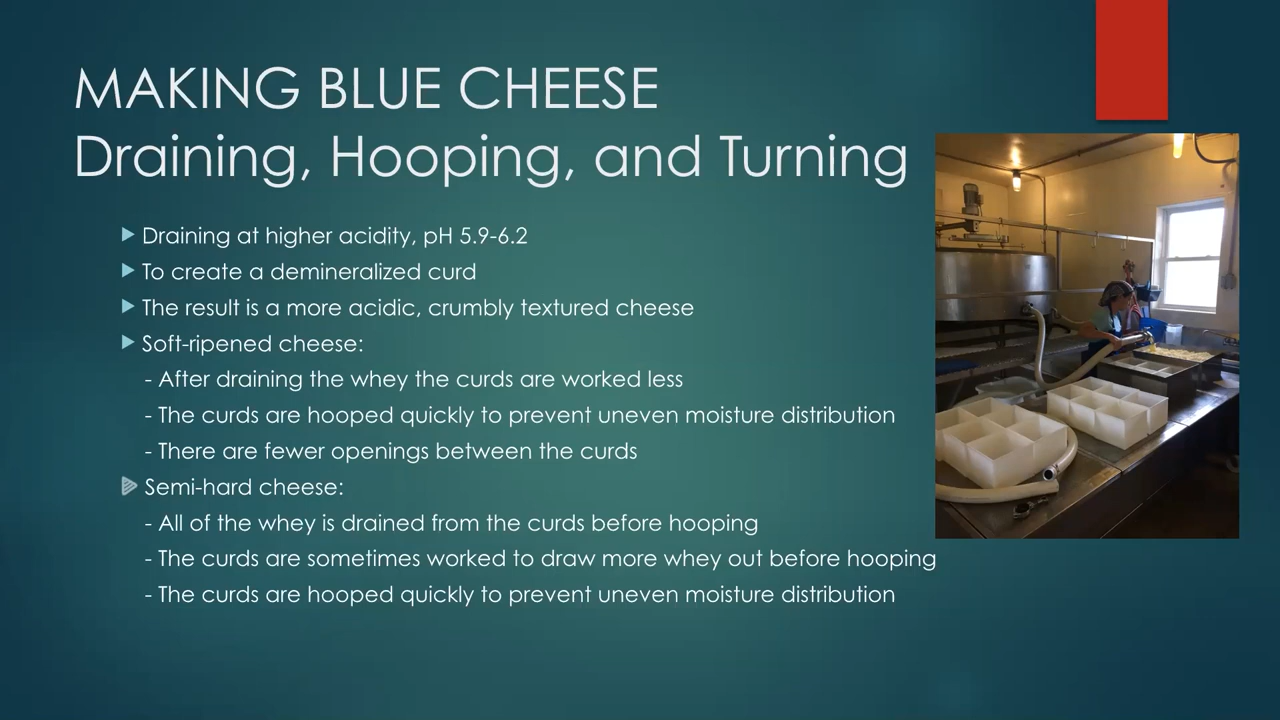 MAKING BLUE CHEESE
Draining, Hooping, and Turning
Draining at higher acidity, pH 5.9-6.2
To create a demineralized curd
The result is a more acidic, crumbly textured cheese
Soft-ripened cheese:
- After draining the whey the curds are worked less
- The curds are hooped quickly to prevent uneven moisture distribution
- There are fewer openings between the curds
Semi-hard cheese:
- All of the whey is drained from the curds before hooping
- The curds are sometimes worked to draw more whey out before hooping
- The curds are hooped quickly to prevent uneven moisture distribution